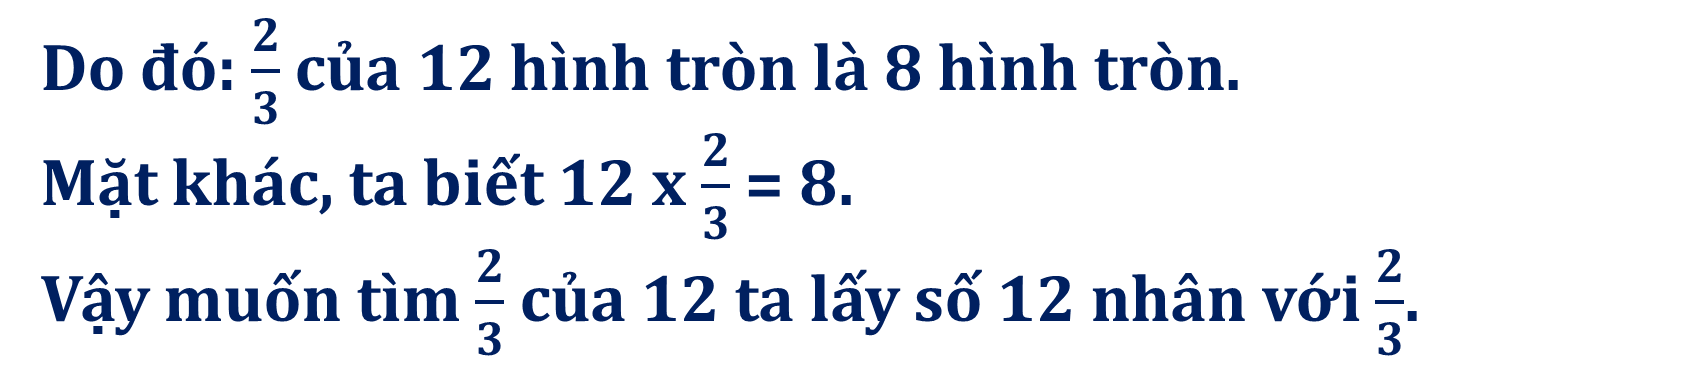 Do đó: 2/3 của 12 hình tròn là 8 hình tròn.
Mặt khác, ta biết 12 x 2/3 = 8.
Vậy muốn tìm 2/3 của 12 ta lấy số 12 nhân với 2/3.